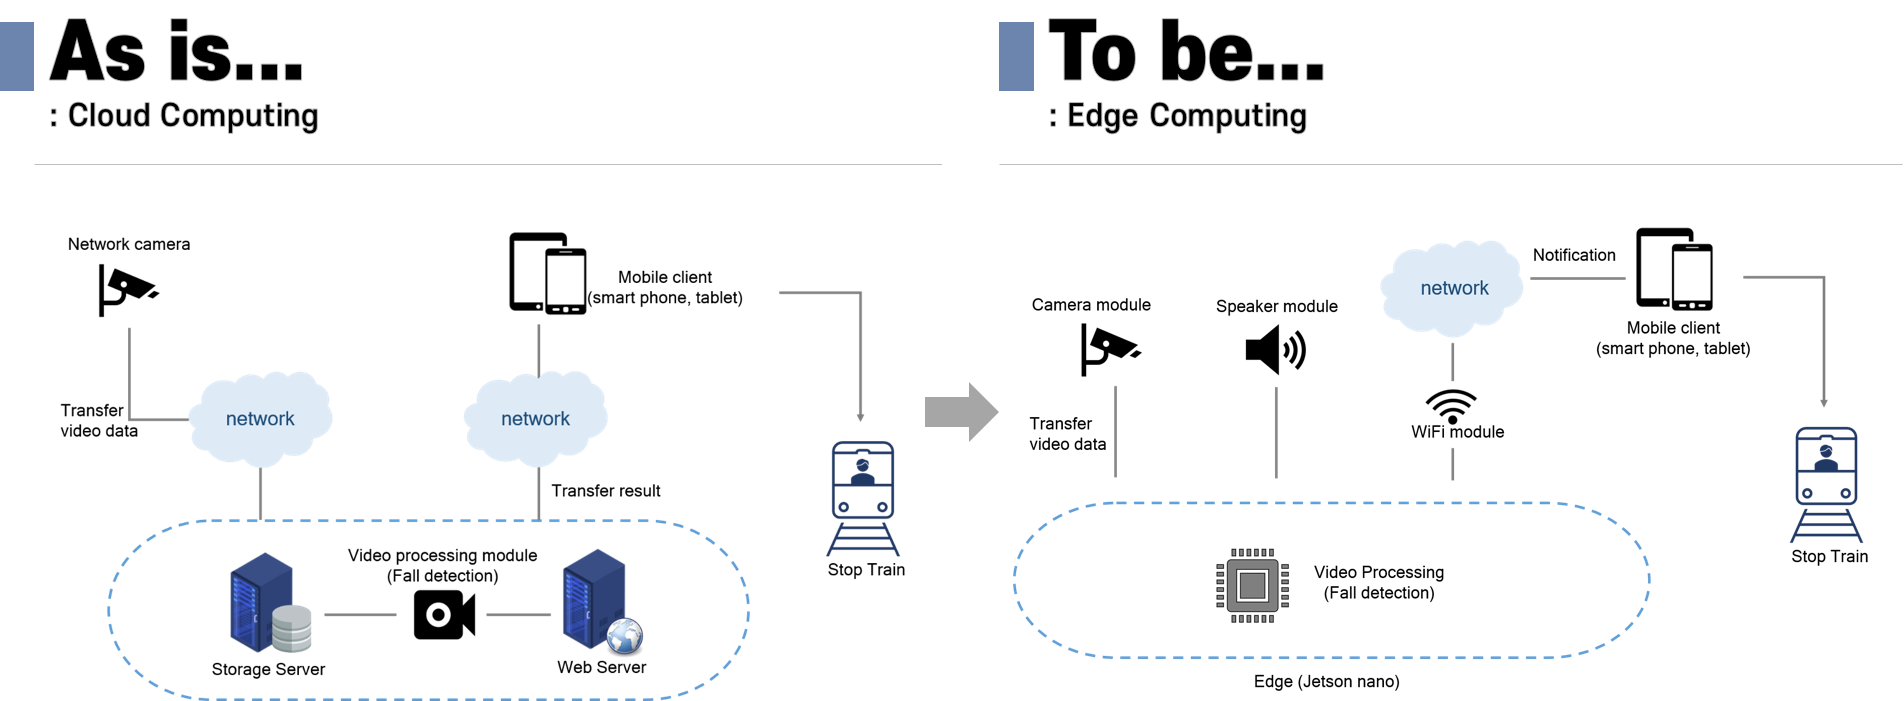 As is...
: Cloud Computing
Network camera
Transfer
video data
network
Mobile client
(smart phone, tablet)
network
Transfer result
Stop Train
Video processing module
(Fall detection)
Storage Server
Web Server
To be...
: Edge Computing
Camera module
Transfer
video data
Speaker module
network
WiFi module
Notification
Mobile client
(smart phone, tablet)
Stop Train
Video Processing
(Fall detection)
Edge (Jetson nano)